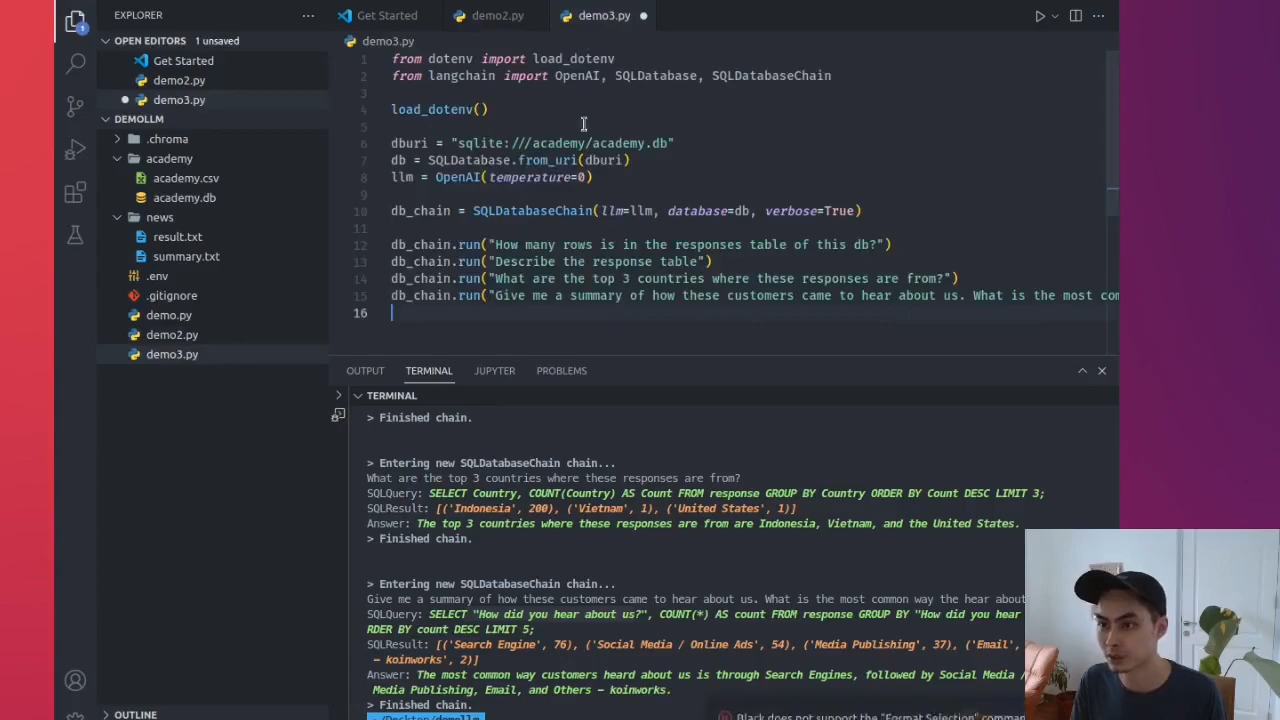 EXPLORER
Get Started
demo2.py
demo3.py
OPEN EDITORS 1 unsaved
Get Started
demo2.py
demo3.py
DEMOLLM
.chroma
academy
academy.csv
academy.db
news
result.txt
summary.txt
.env
.gitignore
demo.py
demo2.py
demo3.py
OUTLINE
demo3.py
1 from dotenv import load_dotenv
2 from langchain import OpenAI, SQLDatabase, SQLDatabaseChain
3
4 load_dotenv()
5
6 dburi = "sqlite:///academy/academy.db"
7 db = SQLDatabase.from_uri(dburi)
8 llm = OpenAI(temperature=0)
9
10 db_chain = SQLDatabaseChain(llm=llm, database=db, verbose=True)
11
12 db_chain.run("How many rows is in the responses table of this db?")
13 db_chain.run("Describe the response table")
14 db_chain.run("What are the top 3 countries where these responses are from?")
15 db_chain.run("Give me a summary of how these customers came to hear about us. What is the most com
16
OUTPUT TERMINAL JUPYTER PROBLEMS
TERMINAL
> Finished chain.
> Entering new SQLDatabaseChain chain...
What are the top 3 countries where these responses are from?
SQLQuery: SELECT Country, COUNT(Country) AS Count FROM response GROUP BY Country ORDER BY Count DESC LIMIT 3;
SQLResult: [('Indonesia', 200), ('Vietnam', 1), ('United States', 1)]
Answer: The top 3 countries where these responses are from are Indonesia, Vietnam, and the United States.
> Finished chain.
> Entering new SQLDatabaseChain chain...
Give me a summary of how these customers came to hear about us. What is the most common way the hear about
SQLQuery: SELECT "How did you hear about us?", COUNT(*) AS count FROM response GROUP BY "How did you hear
RDER BY count DESC LIMIT 5;
SQLResult: [('Search Engine', 76), ('Social Media / Online Ads', 54), ('Media Publishing', 37), ('Email',
– koinworks', 2)]
Answer: The most common way customers heard about us is through Search Engines, followed by Social Media /
Media Publishing, Email, and Others – koinworks.
> Finished chain.
~/Desktop/demollm
Black does not support the "Format Selection" comman